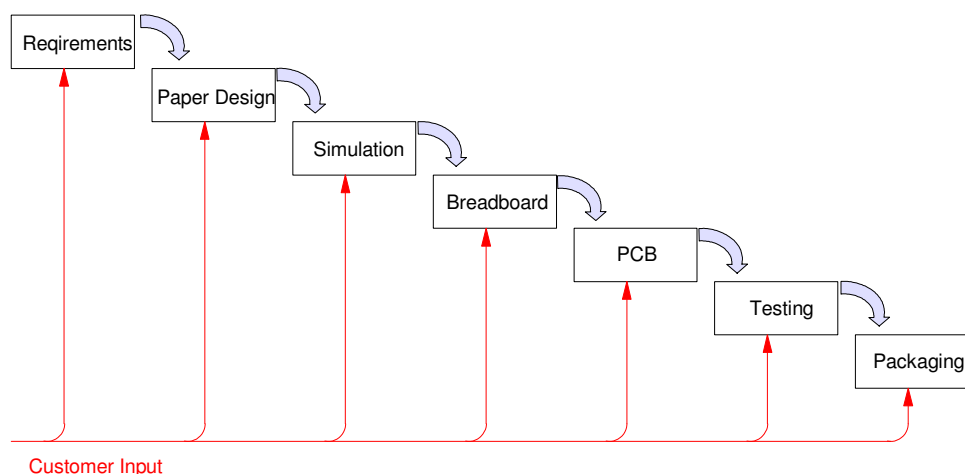 Reqirements
Paper Design
Simulation
Breadboard
PCB
Testing
Packaging
Customer Input